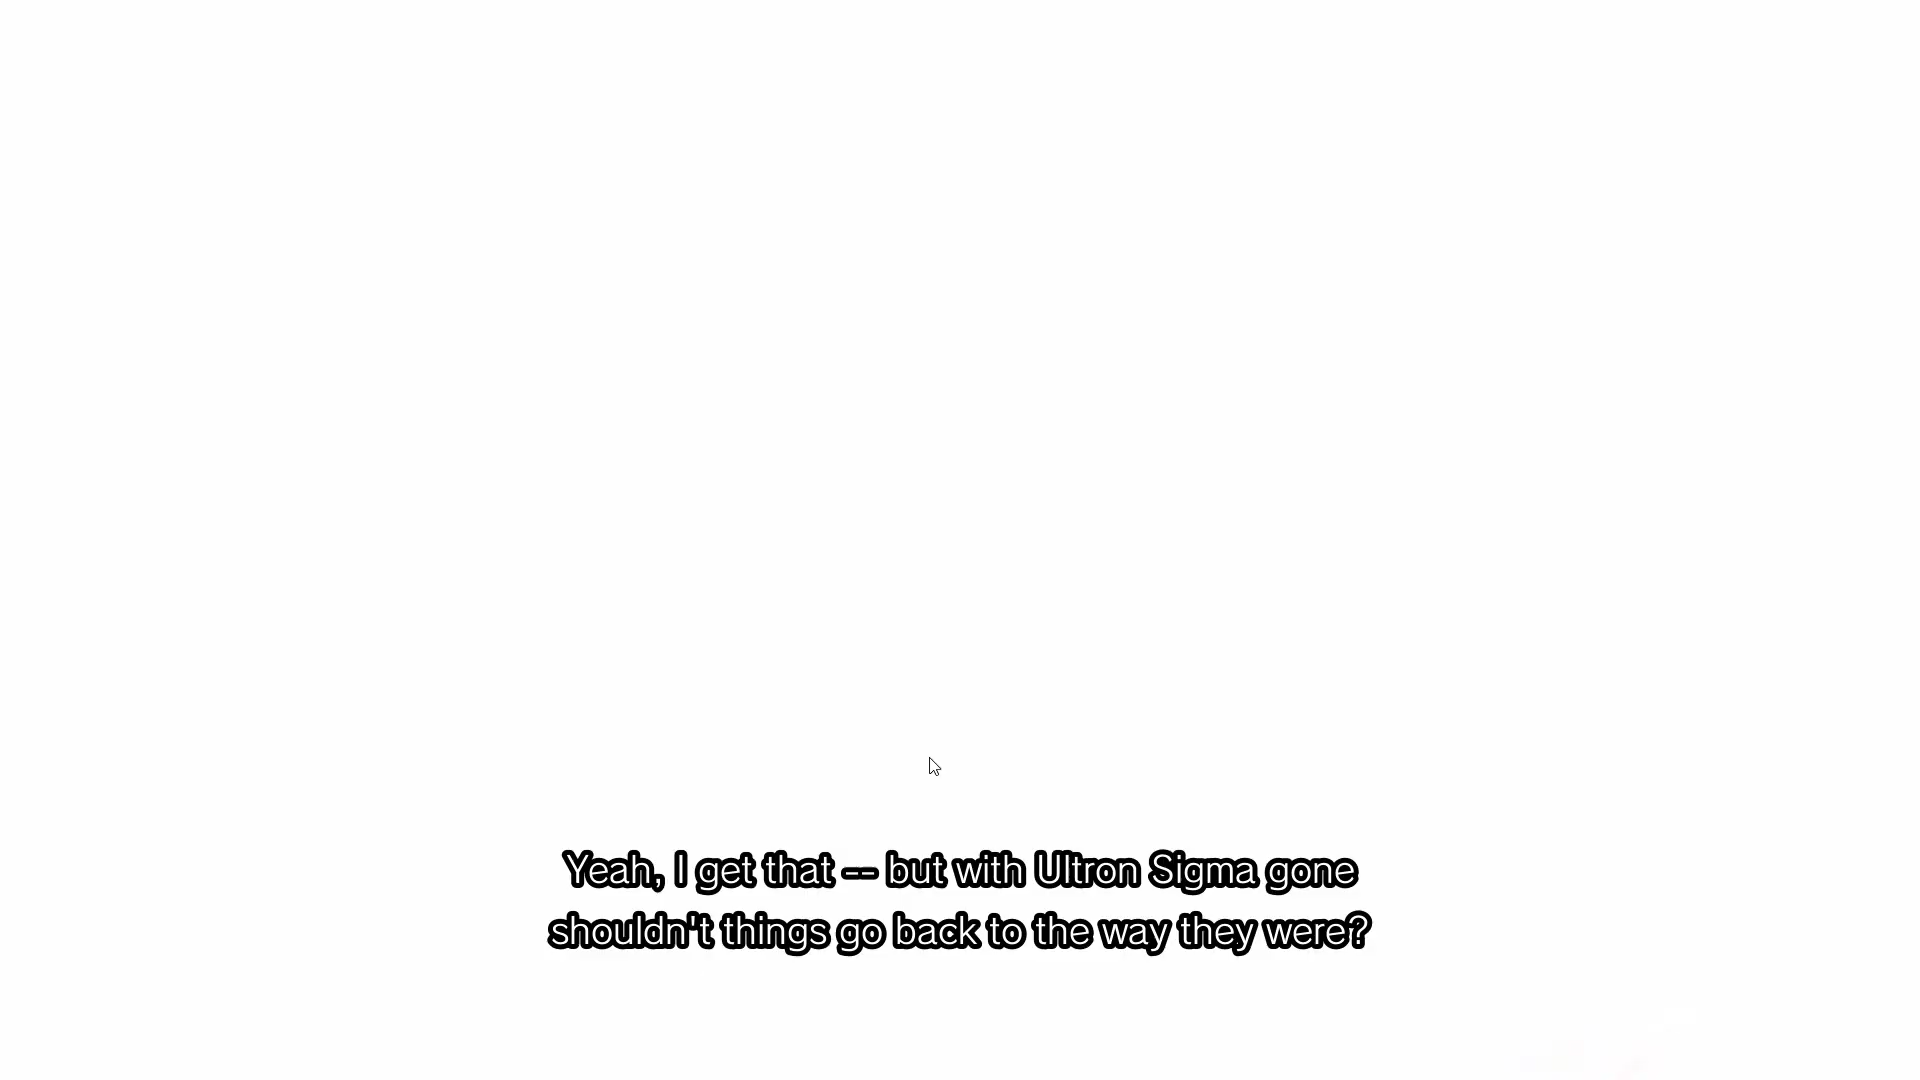 Yeah, I get that -- but with Ultron Sigma gone
shouldn't things go back to the way they were?